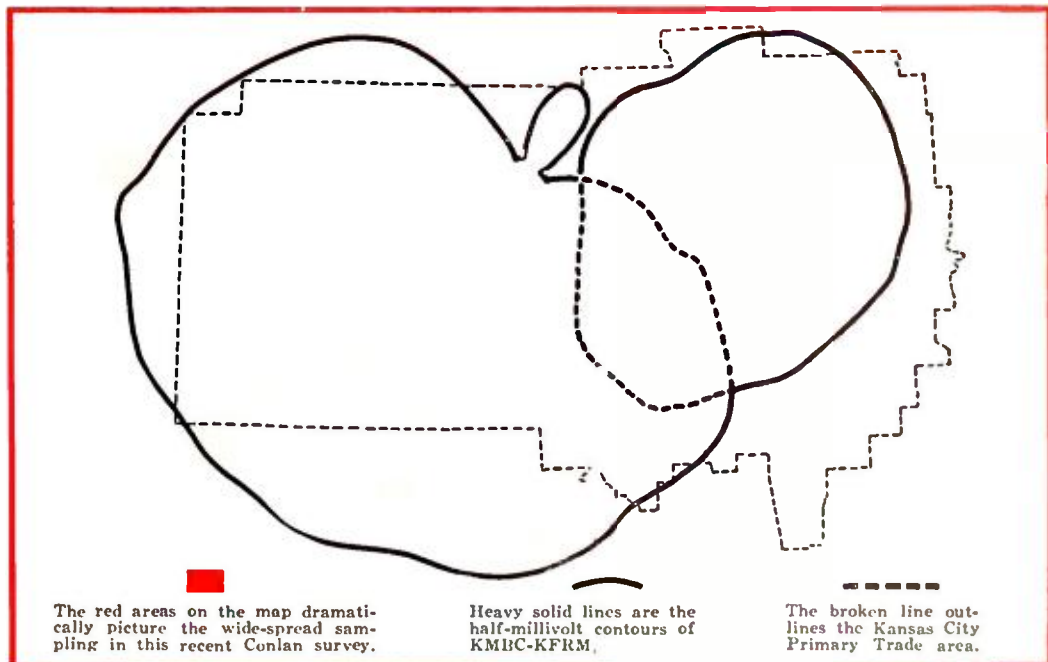 The red areas on the map dramati-
cally picture the wide-spread sam-
pling in this recent Conlan survey.
Heavy solid lines are the
half-millivolt contours of
KMBC-KFRM.
The broken line out-
lines the Kansas City
Primary Trade area.